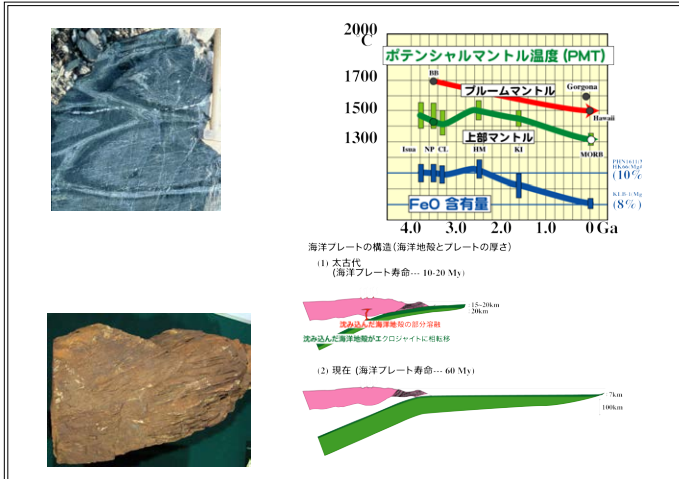 2000
C
ポテンシャルマントル温度(PMT)
1700
BB
プルームマントル
Gorgona
1500
Hawaii
上部マントル
1300
Isua NP CL HM KI MORB
(10%
KLB-1/Mg
FeO 含有量
(8%)
4.0 3.0 2.0 1.0 0 Ga
海洋プレートの構造(海洋地殻とプレートの厚さ)
(1) 太古代
(海洋プレート寿命--- 10-20 My)
15~20km
20km
沈み込んだ海洋地殻の部分溶融
沈み込んだ海洋地殻がエクロジャイトに相転移
(2) 現在 (海洋プレート寿命--- 60 My)
7km
100km